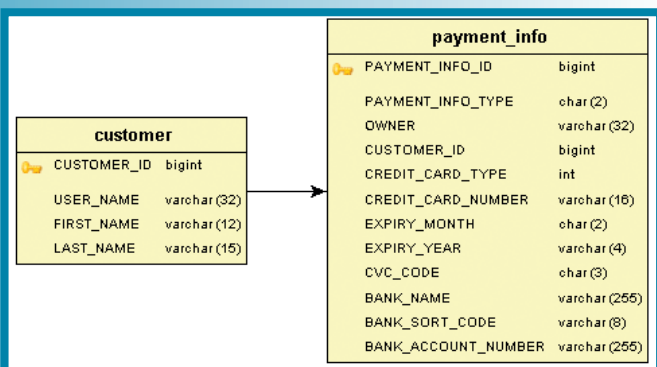 customer
CUSTOMER_ID bigint
USER_NAME varchar(32)
FIRST_NAME varchar(12)
LAST_NAME varchar(15)
payment_info
PAYMENT_INFO_ID bigint
PAYMENT_INFO_TYPE char(2)
OWNER varchar(32)
CUSTOMER_ID bigint
CREDIT_CARD_TYPE int
CREDIT_CARD_NUMBER varchar(16)
EXPIRY_MONTH char(2)
EXPIRY_YEAR varchar(4)
CVC_CODE char(3)
BANK_NAME varchar(255)
BANK_SORT_CODE varchar(8)
BANK_ACCOUNT_NUMBER varchar(255)